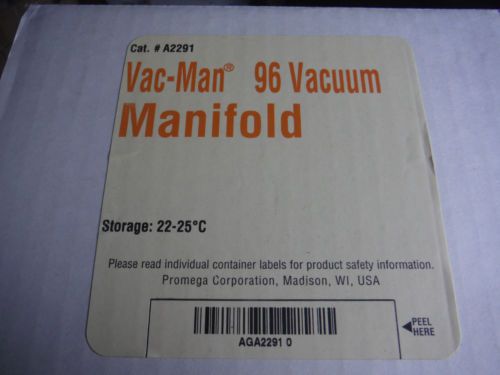 Cat. # A2291
Vac-Man® 96 Vacuum
Manifold
Storage: 22-25°C
Please read individual container labels for product safety information.
Promega Corporation, Madison, WI, USA
AGA2291 0
PEEL
HERE